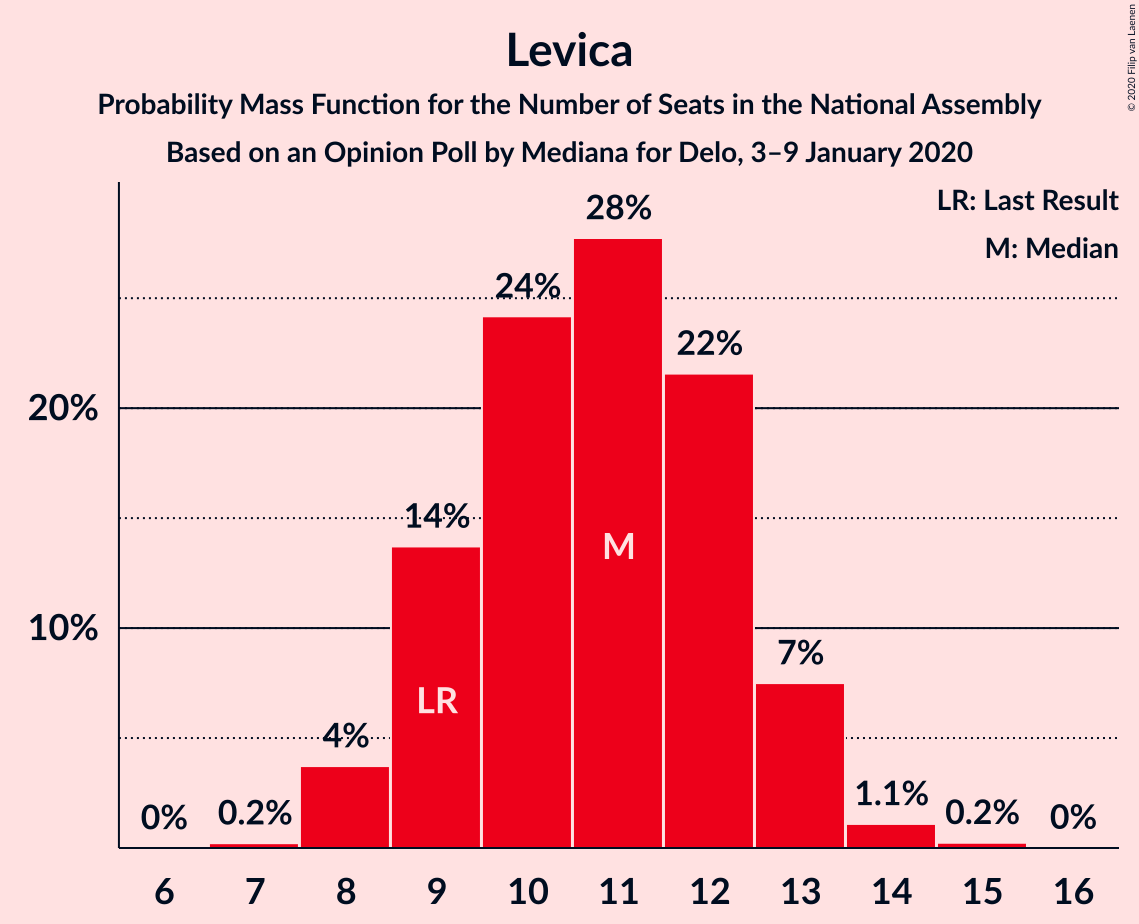 Levica
Probability Mass Function for the Number of Seats in the National Assembly
Based on an Opinion Poll by Mediana for Delo, 3–9 January 2020
© 2020 Filip van Laenen
LR: Last Result
M: Median
28%
24%
22%
20%
14%
M
10%
7%
LR
4%
1.1%
0%
0.2%
0.2%
0%
6 7 8 9 10 11 12 13 14 15 16